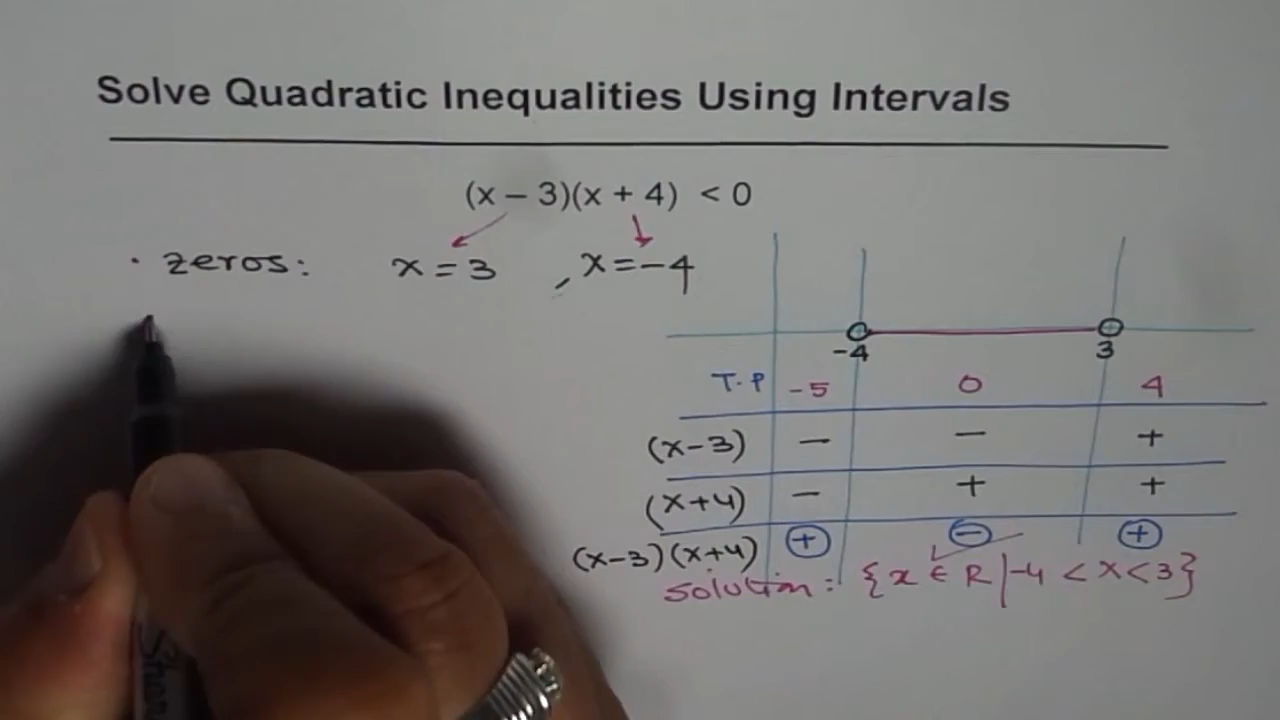 Solve Quadratic Inequalities Using Intervals
(x – 3)(x + 4) < 0
• zeros: x = 3 , x = -4
-4 3
T.P -5 0 4
(x-3) - - +
(x+4) - + +
(x-3)(x+4) + - +
Solution: {x ∈ R | -4 < x < 3}
Sha